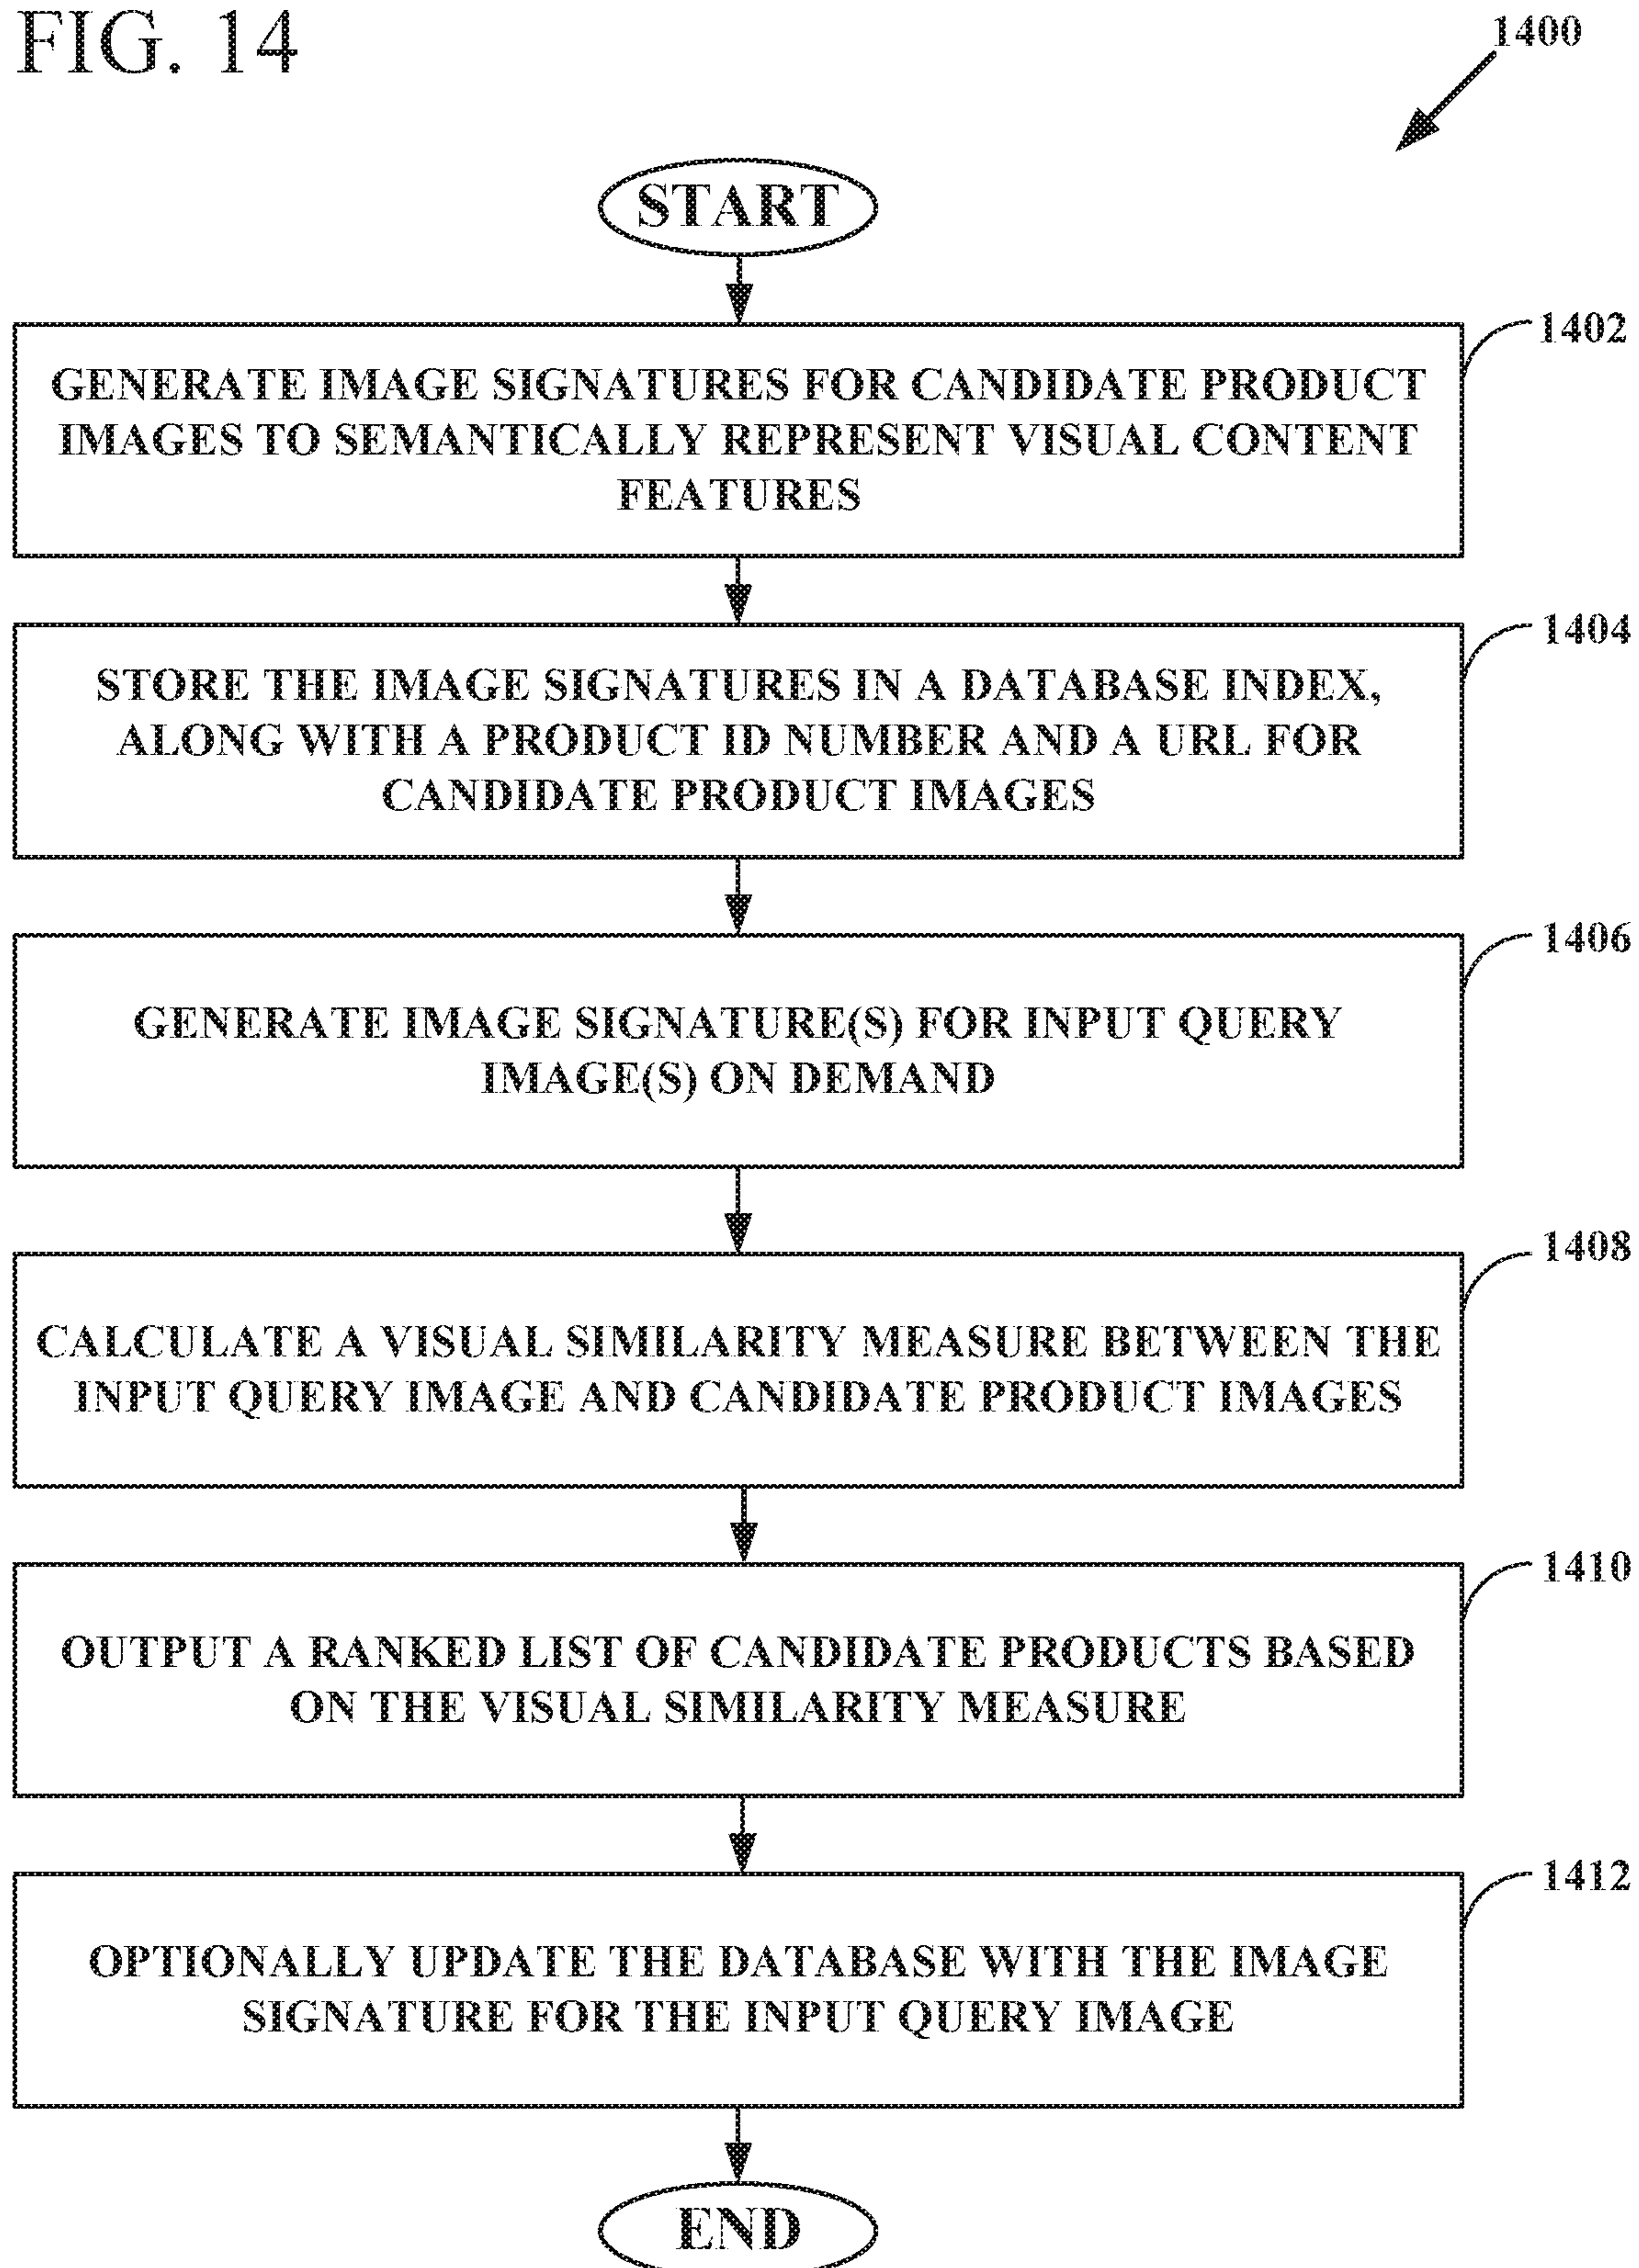 FIG. 14
1400
START
1402
GENERATE IMAGE SIGNATURES FOR CANDIDATE PRODUCT
IMAGES TO SEMANTICALLY REPRESENT VISUAL CONTENT
FEATURES
1404
STORE THE IMAGE SIGNATURES IN A DATABASE INDEX,
ALONG WITH A PRODUCT ID NUMBER AND A URL FOR
CANDIDATE PRODUCT IMAGES
1406
GENERATE IMAGE SIGNATURE(S) FOR INPUT QUERY
IMAGE(S) ON DEMAND
1408
CALCULATE A VISUAL SIMILARITY MEASURE BETWEEN THE
INPUT QUERY IMAGE AND CANDIDATE PRODUCT IMAGES
1410
OUTPUT A RANKED LIST OF CANDIDATE PRODUCTS BASED
ON THE VISUAL SIMILARITY MEASURE
1412
OPTIONALLY UPDATE THE DATABASE WITH THE IMAGE
SIGNATURE FOR THE INPUT QUERY IMAGE
END